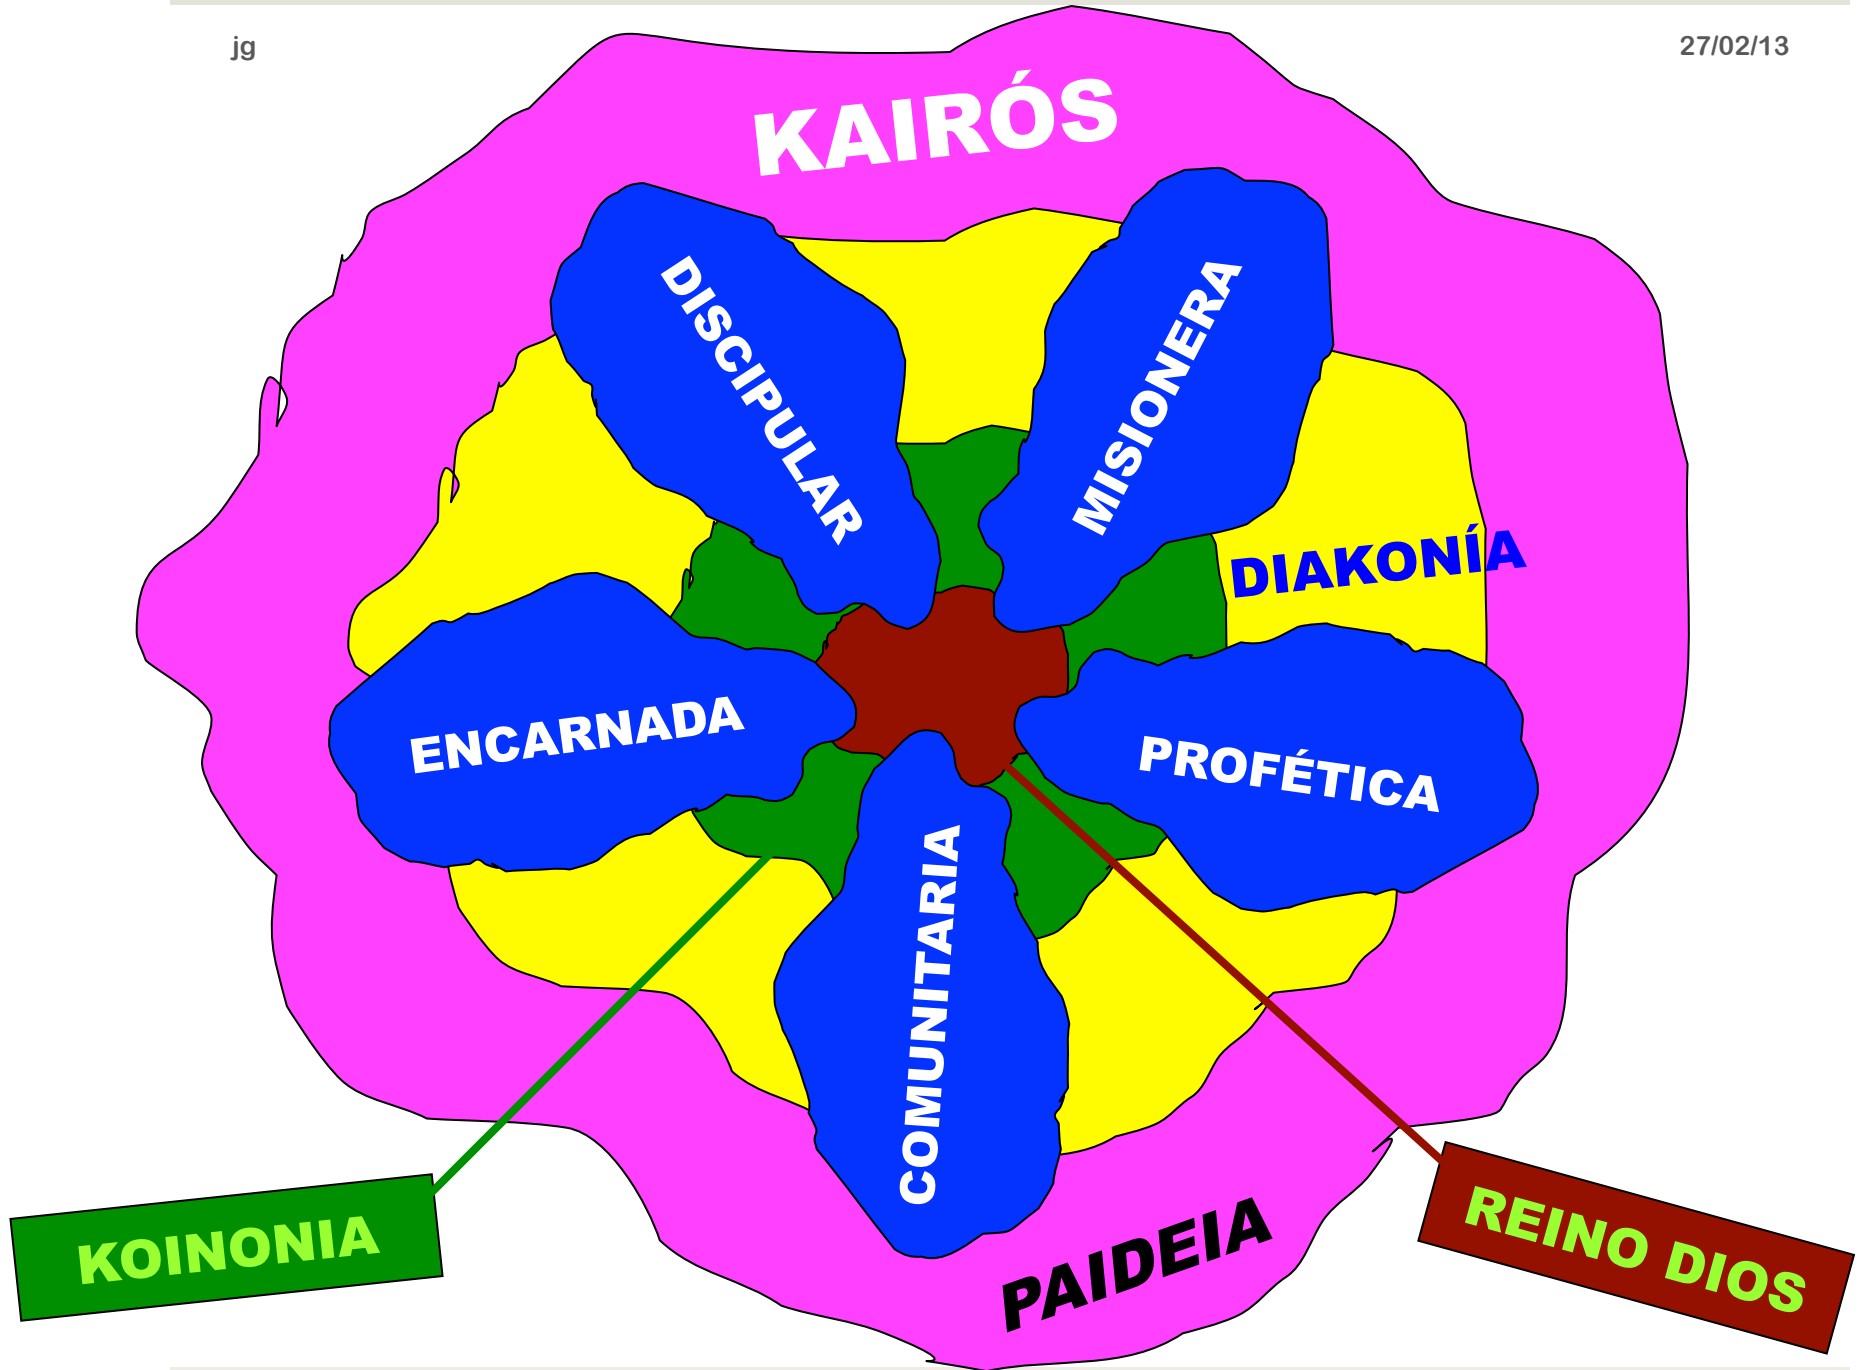 jg
27/02/13
KAIRÓS
DISCIPULAR
MISIONERA
DIAKONÍA
ENCARNADA
PROFÉTICA
COMUNITARIA
KOINONIA
PAIDEIA
REINO DIOS